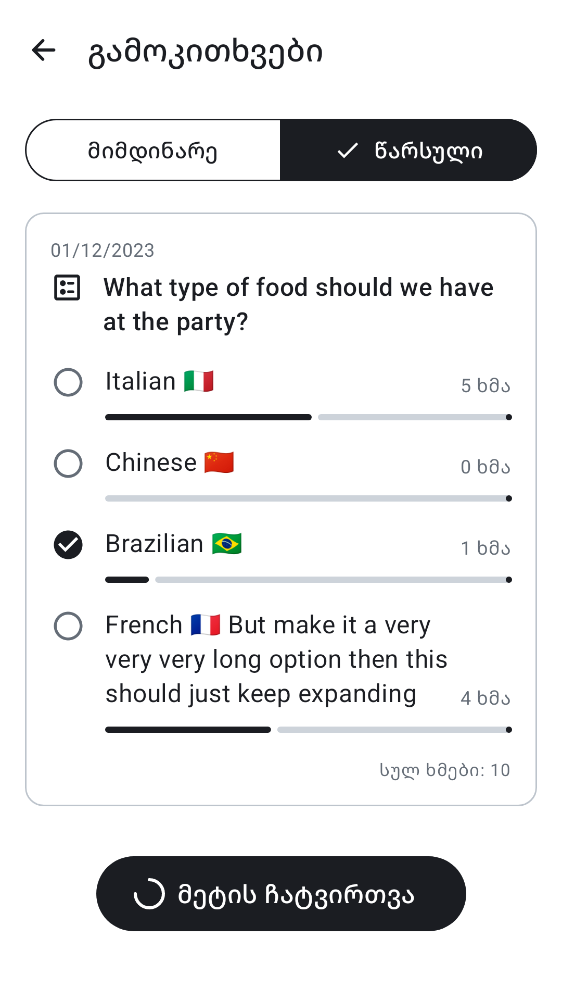 გამოკითხვები
მიმდინარე
წარსული
01/12/2023
What type of food should we have
at the party?
Italian 🇮🇹
5 ხმა
Chinese 🇨🇳
0 ხმა
Brazilian 🇧🇷
1 ხმა
French 🇫🇷 But make it a very
very very long option then this
should just keep expanding
4 ხმა
სულ ხმები: 10
მეტის ჩატვირთვა